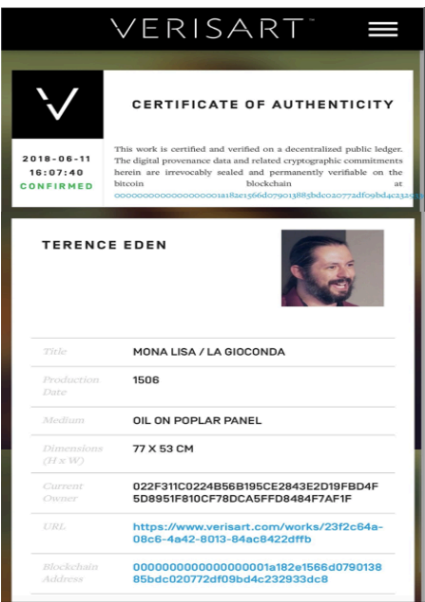 VERISART™
CERTIFICATE OF AUTHENTICITY
2018-06-11
16:07:40
CONFIRMED
This work is certified and verified on a decentralized public ledger.
The digital provenance data and related cryptographic commitments
herein are irrevocably sealed and permanently verifiable on the
bitcoin blockchain at
TERENCE EDEN
Title MONA LISA / LA GIOCONDA
Production 1506
Date
Medium OIL ON POPLAR PANEL
Dimensions 77 X 53 CM
(H x W)
Current 022F311C0224B56B195CE2843E2D19FBD4F
Owner 5D8951F810CF78DCA5FFD8484F7AF1F
URL https://www.verisart.com/works/23f2c64a-
08c6-4a42-8013-84ac8422dffb
Blockchain 0000000000000000001a182e1566d0790138
Address 85bdc020772df09bd4c232933dc8